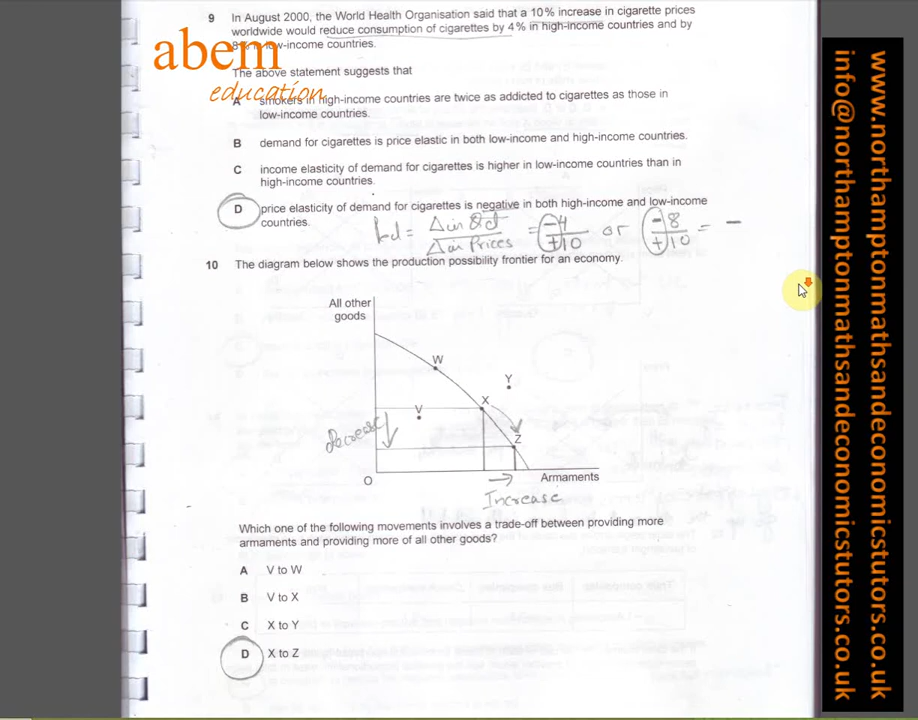 9 In August 2000, the World Health Organisation said that a 10% increase in cigarette prices
worldwide would reduce consumption of cigarettes by 4% in high-income countries and by
8% low-income countries.
abem
education
The above statement suggests that
A smokers in high-income countries are twice as addicted to cigarettes as those in
low-income countries.
B demand for cigarettes is price elastic in both low-income and high-income countries.
C income elasticity of demand for cigarettes is higher in low-income countries than in
high-income countries.
D price elasticity of demand for cigarettes is negative in both high-income and low-income
countries.
Δ in Qd = -4 or -8 = -
Δ in Prices +10 +10
10 The diagram below shows the production possibility frontier for an economy.
All other
goods
W
Y
X
V
Z
decrease
O
Armaments
Increase
Which one of the following movements involves a trade-off between providing more
armaments and providing more of all other goods?
A V to W
B V to X
C X to Y
D X to Z
www.northamptonmathsandeconomicstutors.co.uk
info@northamptonmathsandeconomicstutors.co.uk